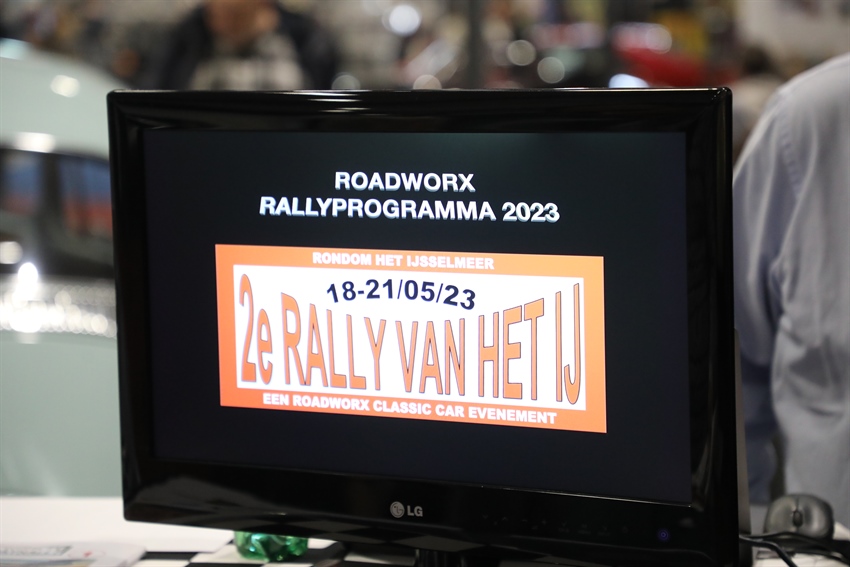 ROADWORX
RALLYPROGRAMMA 2023
RONDOM HET IJSSELMEER
18-21/05/23
2e RALLY VAN HET IJ
EEN ROADWORX CLASSIC CAR EVENEMENT
LG